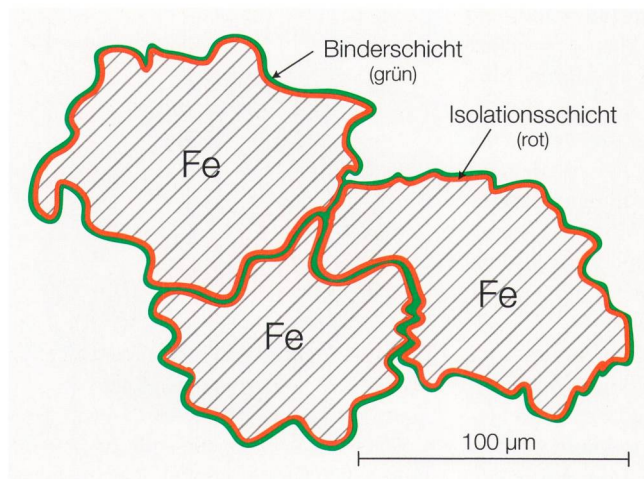 Binderschicht
(grün)
Isolationsschicht
(rot)
Fe
Fe
Fe
100 µm